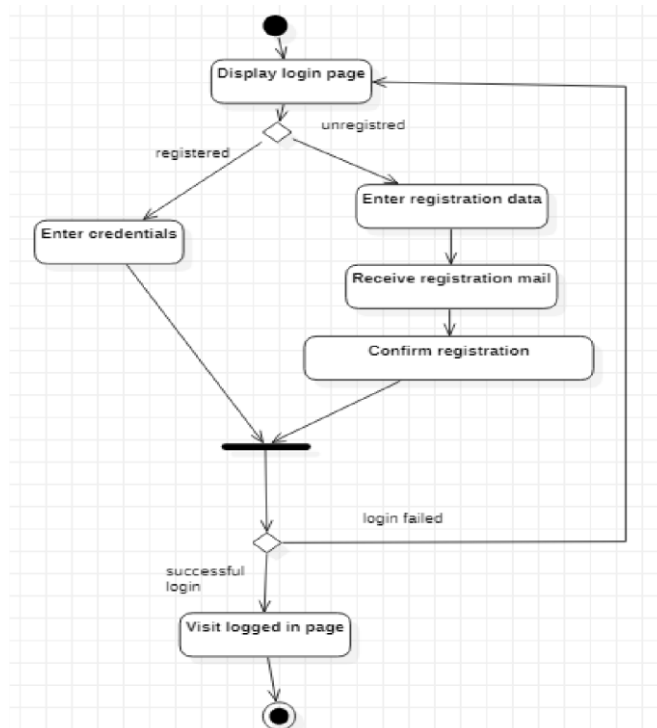 Display login page
unregistred
registered
Enter registration data
Enter credentials
Receive registration mail
Confirm registration
login failed
successful
login
Visit logged in page